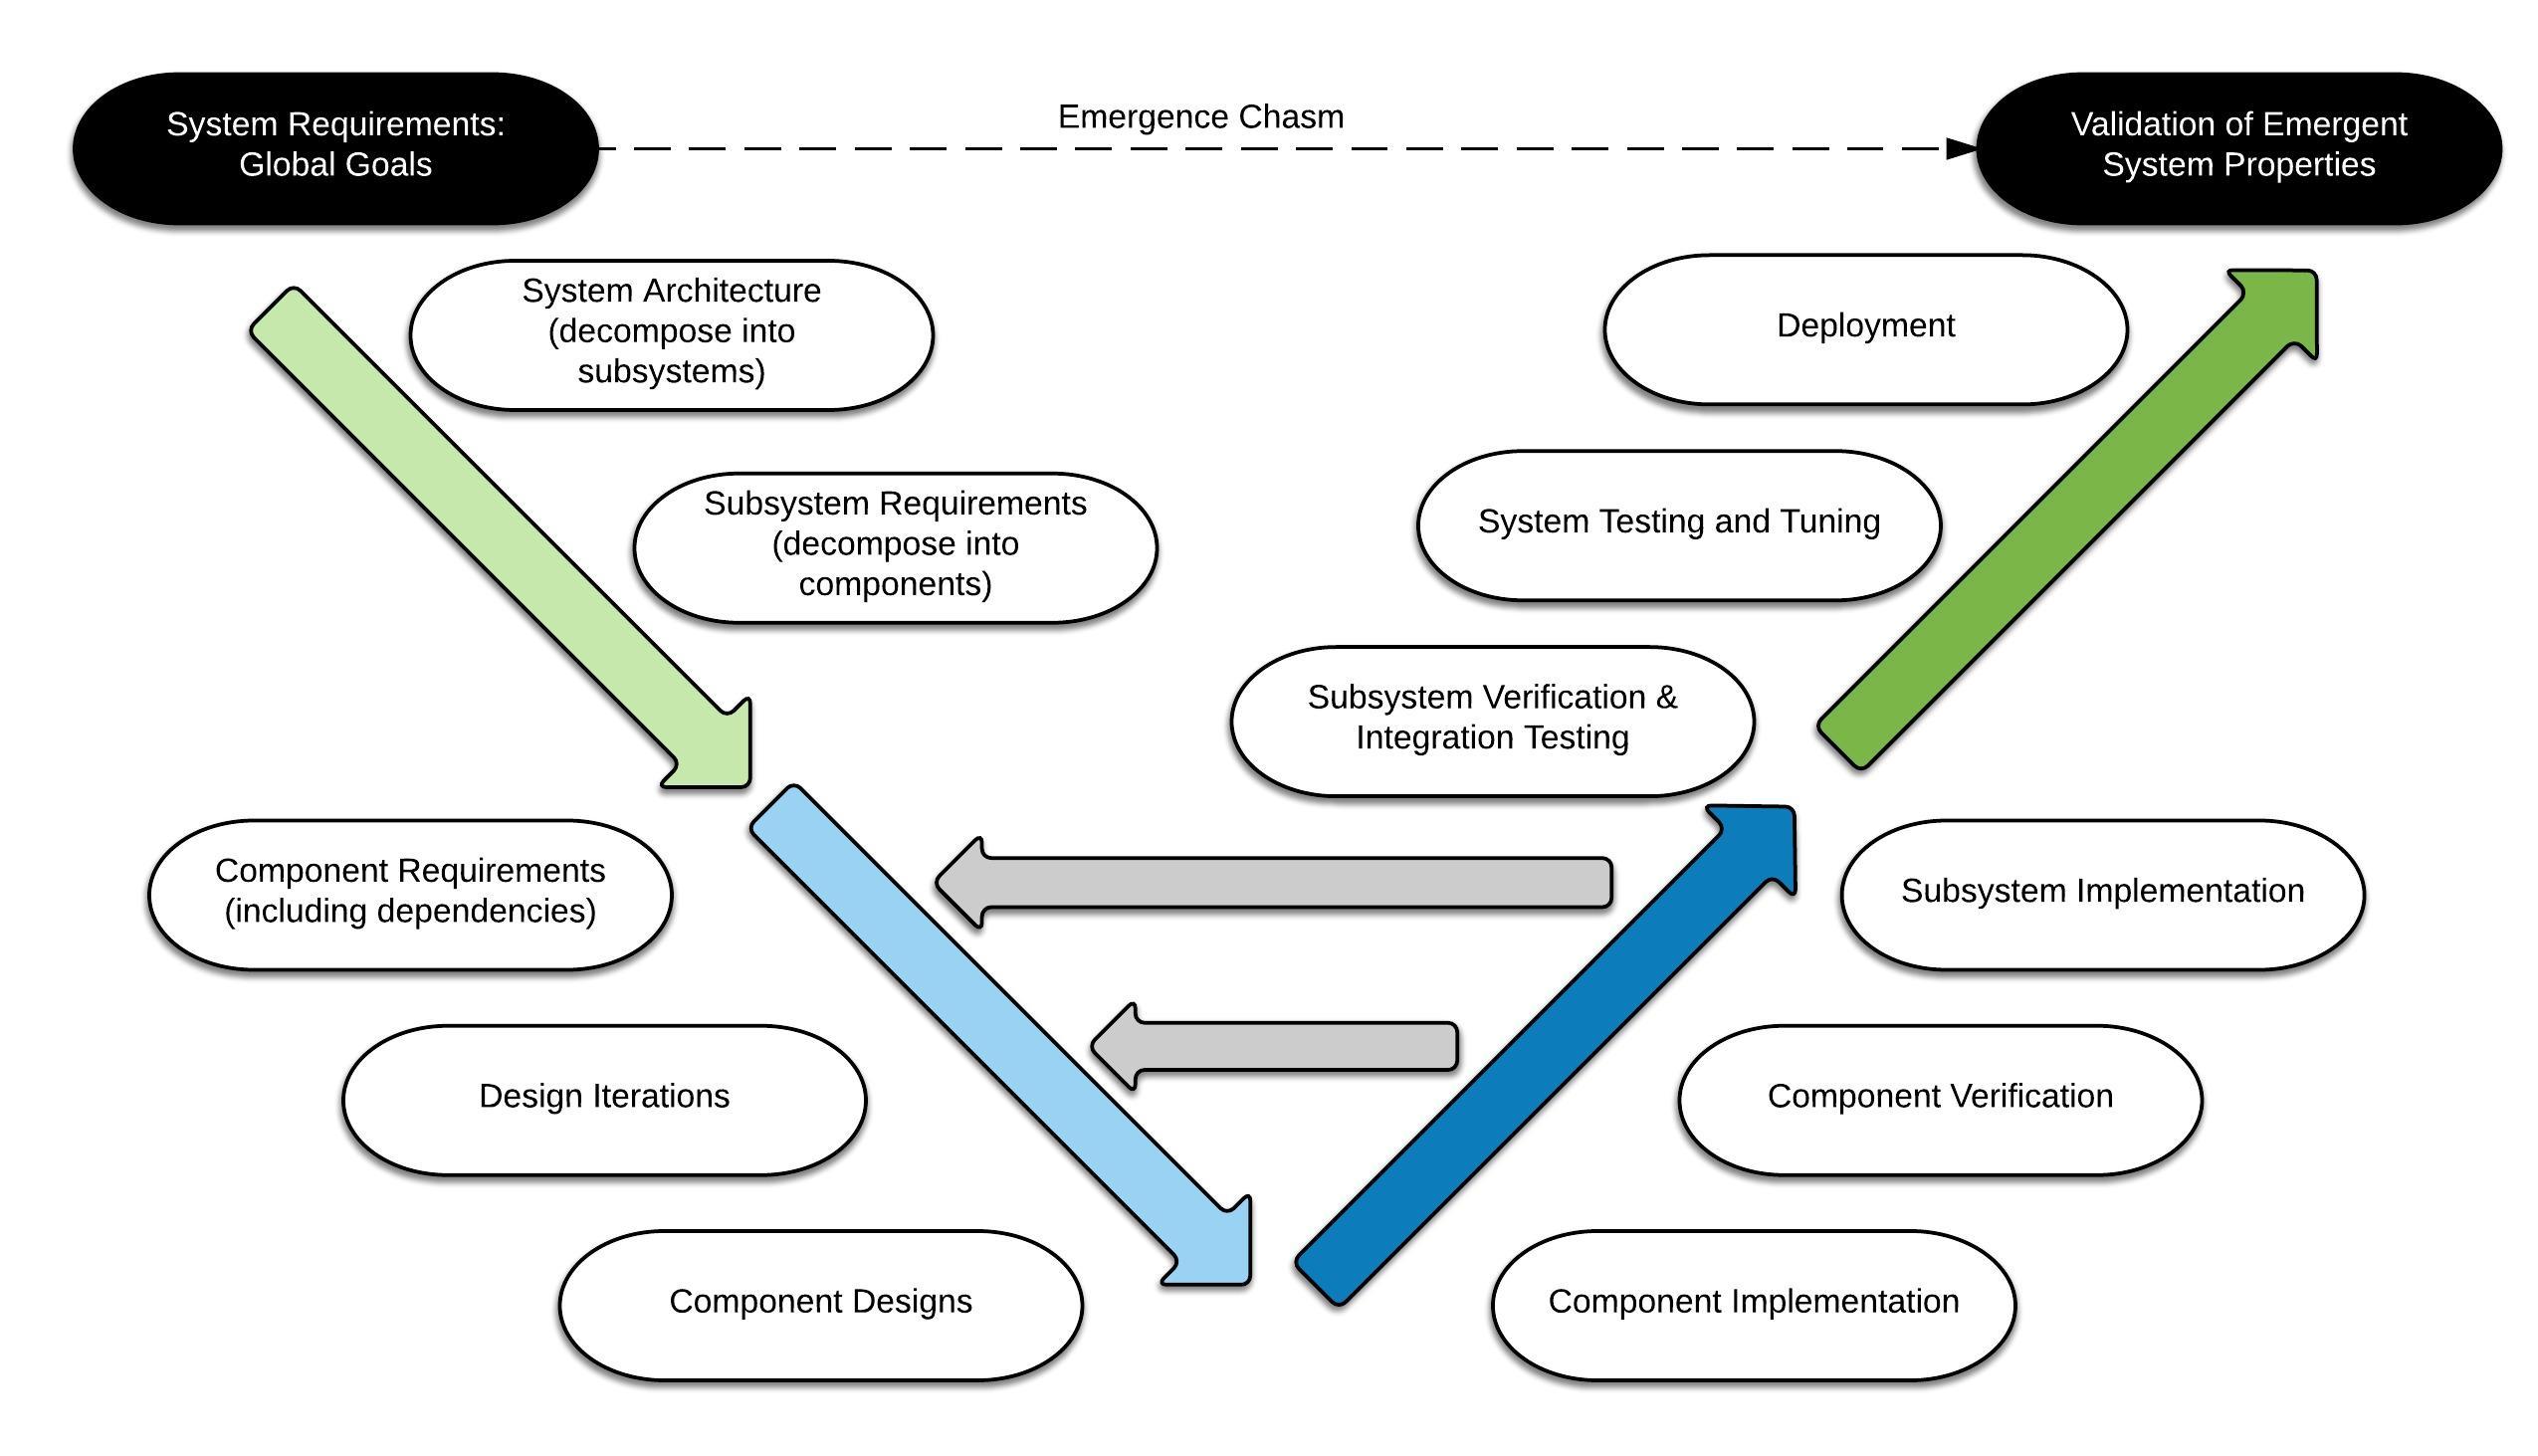 System Requirements:
Global Goals
Emergence Chasm
Validation of Emergent
System Properties
System Architecture
(decompose into
subsystems)
Deployment
Subsystem Requirements
(decompose into
components)
System Testing and Tuning
Subsystem Verification &
Integration Testing
Component Requirements
(including dependencies)
Subsystem Implementation
Design Iterations
Component Verification
Component Designs
Component Implementation